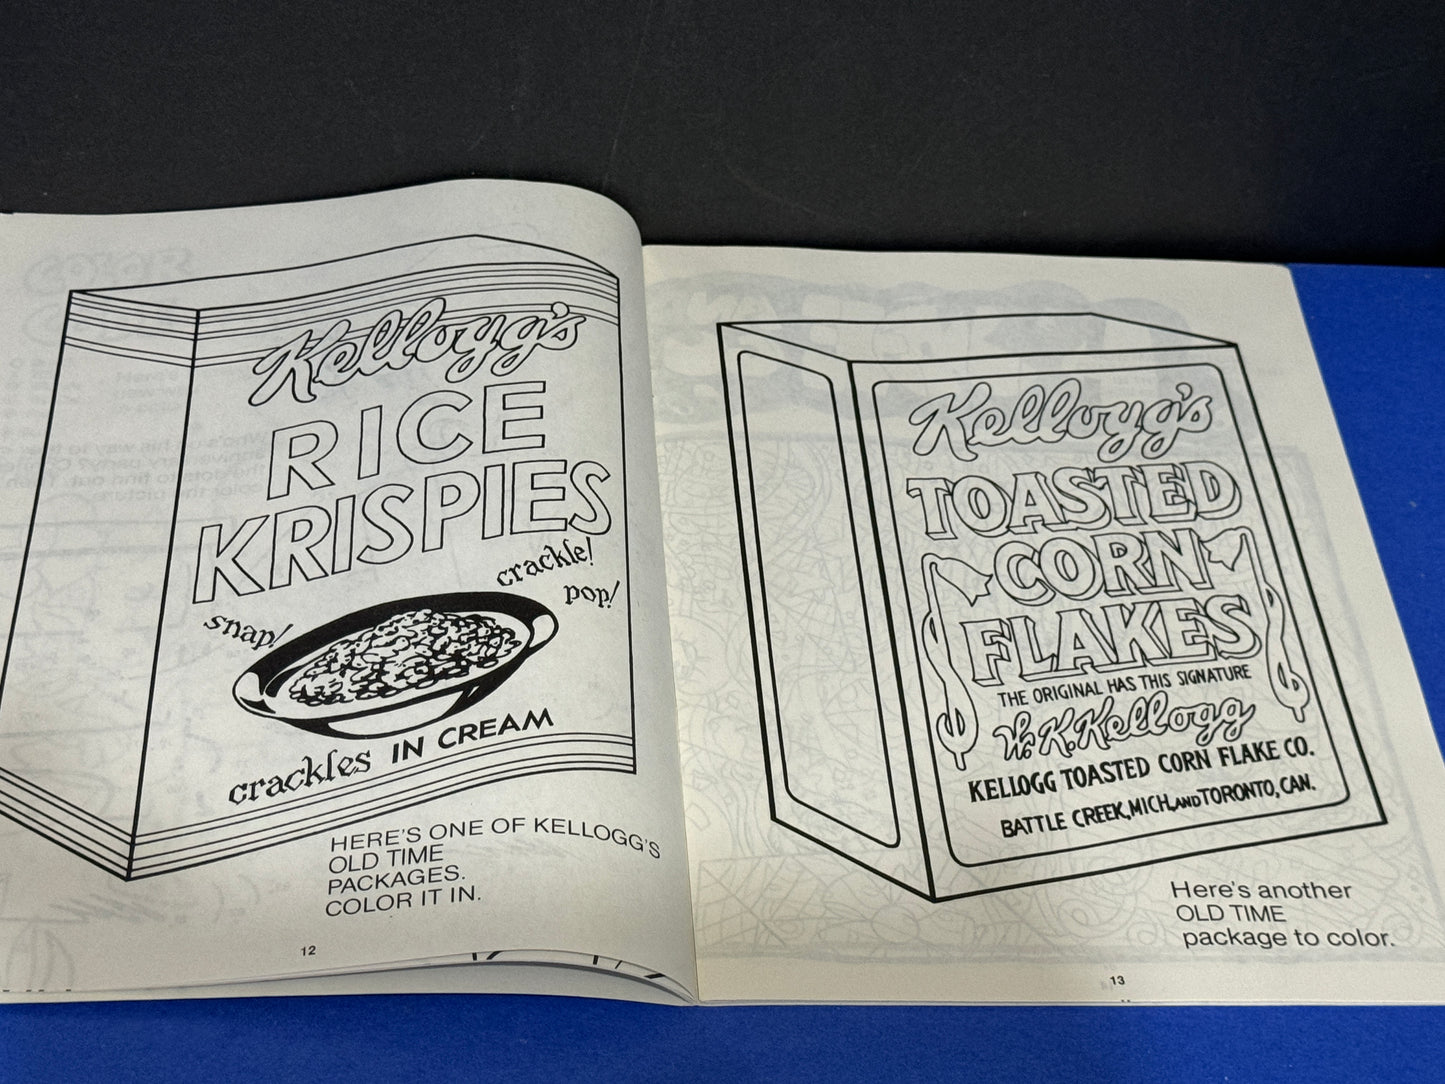 Kellogg's
RICE
KRISPIES
snap!
crackle!
pop!
crackles IN CREAM
HERE'S ONE OF KELLOGG'S
OLD TIME
PACKAGES.
COLOR IT IN.
12
Kellogg's
TOASTED
CORN
FLAKES
THE ORIGINAL HAS THIS SIGNATURE
W.K.Kellogg
KELLOGG TOASTED CORN FLAKE CO.
BATTLE CREEK, MICH. AND TORONTO, CAN.
Here's another
OLD TIME
package to color.
13